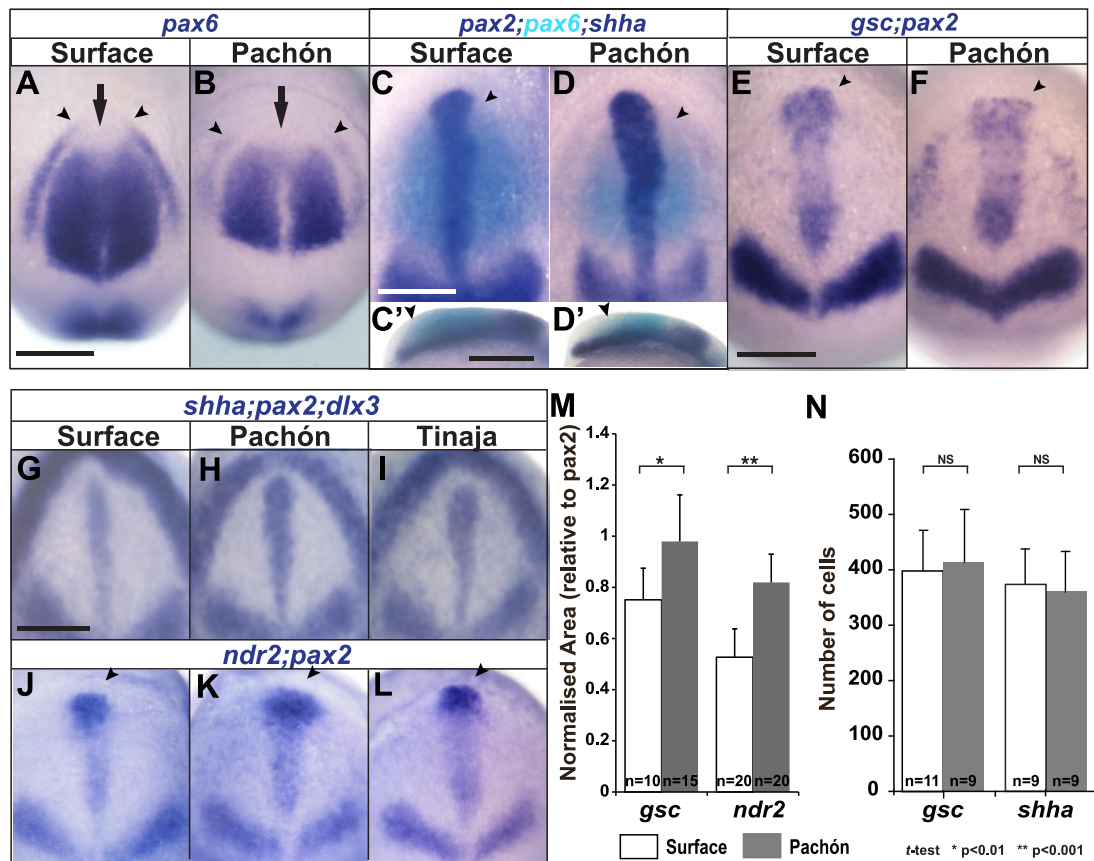 pax6
pax2;pax6;shha
gsc;pax2
Surface
Pachón
Surface
Pachón
Surface
Pachón
A
B
C
D
E
F
C'
D'
shha;pax2;dlx3
Surface
Pachón
Tinaja
G
H
I
ndr2;pax2
J
K
L
M
Normalised Area (relative to pax2)
1.4
1.2
1
0.8
0.6
0.4
0.2
0
*
**
n=10
n=15
n=20
n=20
gsc
ndr2
N
Number of cells
600
500
400
300
200
100
0
NS
NS
n=11
n=9
n=9
n=9
gsc
shha
Surface
Pachón
t-test * p<0.01 ** p<0.001